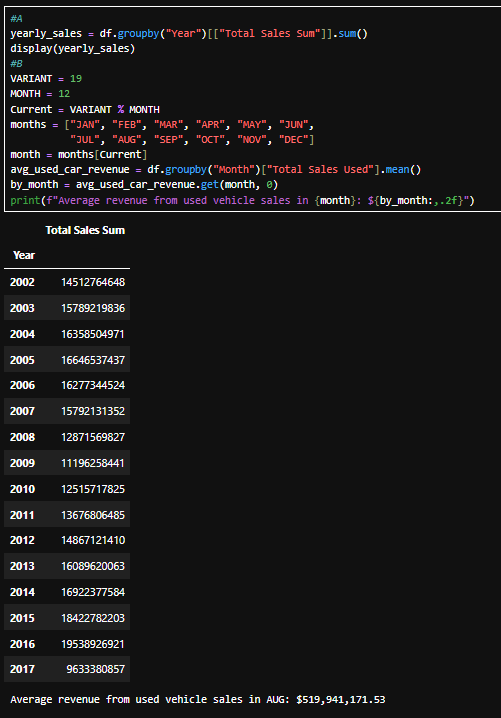 #A
yearly_sales = df.groupby("Year")[["Total Sales Sum"]].sum()
display(yearly_sales)
#B
VARIANT = 19
MONTH = 12
Current = VARIANT % MONTH
months = ["JAN", "FEB", "MAR", "APR", "MAY", "JUN",
"JUL", "AUG", "SEP", "OCT", "NOV", "DEC"]
month = months[Current]
avg_used_car_revenue = df.groupby("Month")["Total Sales Used"].mean()
by_month = avg_used_car_revenue.get(month, 0)
print(f"Average revenue from used vehicle sales in {month}: ${by_month:,.2f}")
Total Sales Sum
Year
2002 14512764648
2003 15789219836
2004 16358504971
2005 16646537437
2006 16277344524
2007 15792131352
2008 12871569827
2009 11196258441
2010 12515717825
2011 13676806485
2012 14867121410
2013 16089620063
2014 16922377584
2015 18422782203
2016 19538926921
2017 9633380857
Average revenue from used vehicle sales in AUG: $519,941,171.53